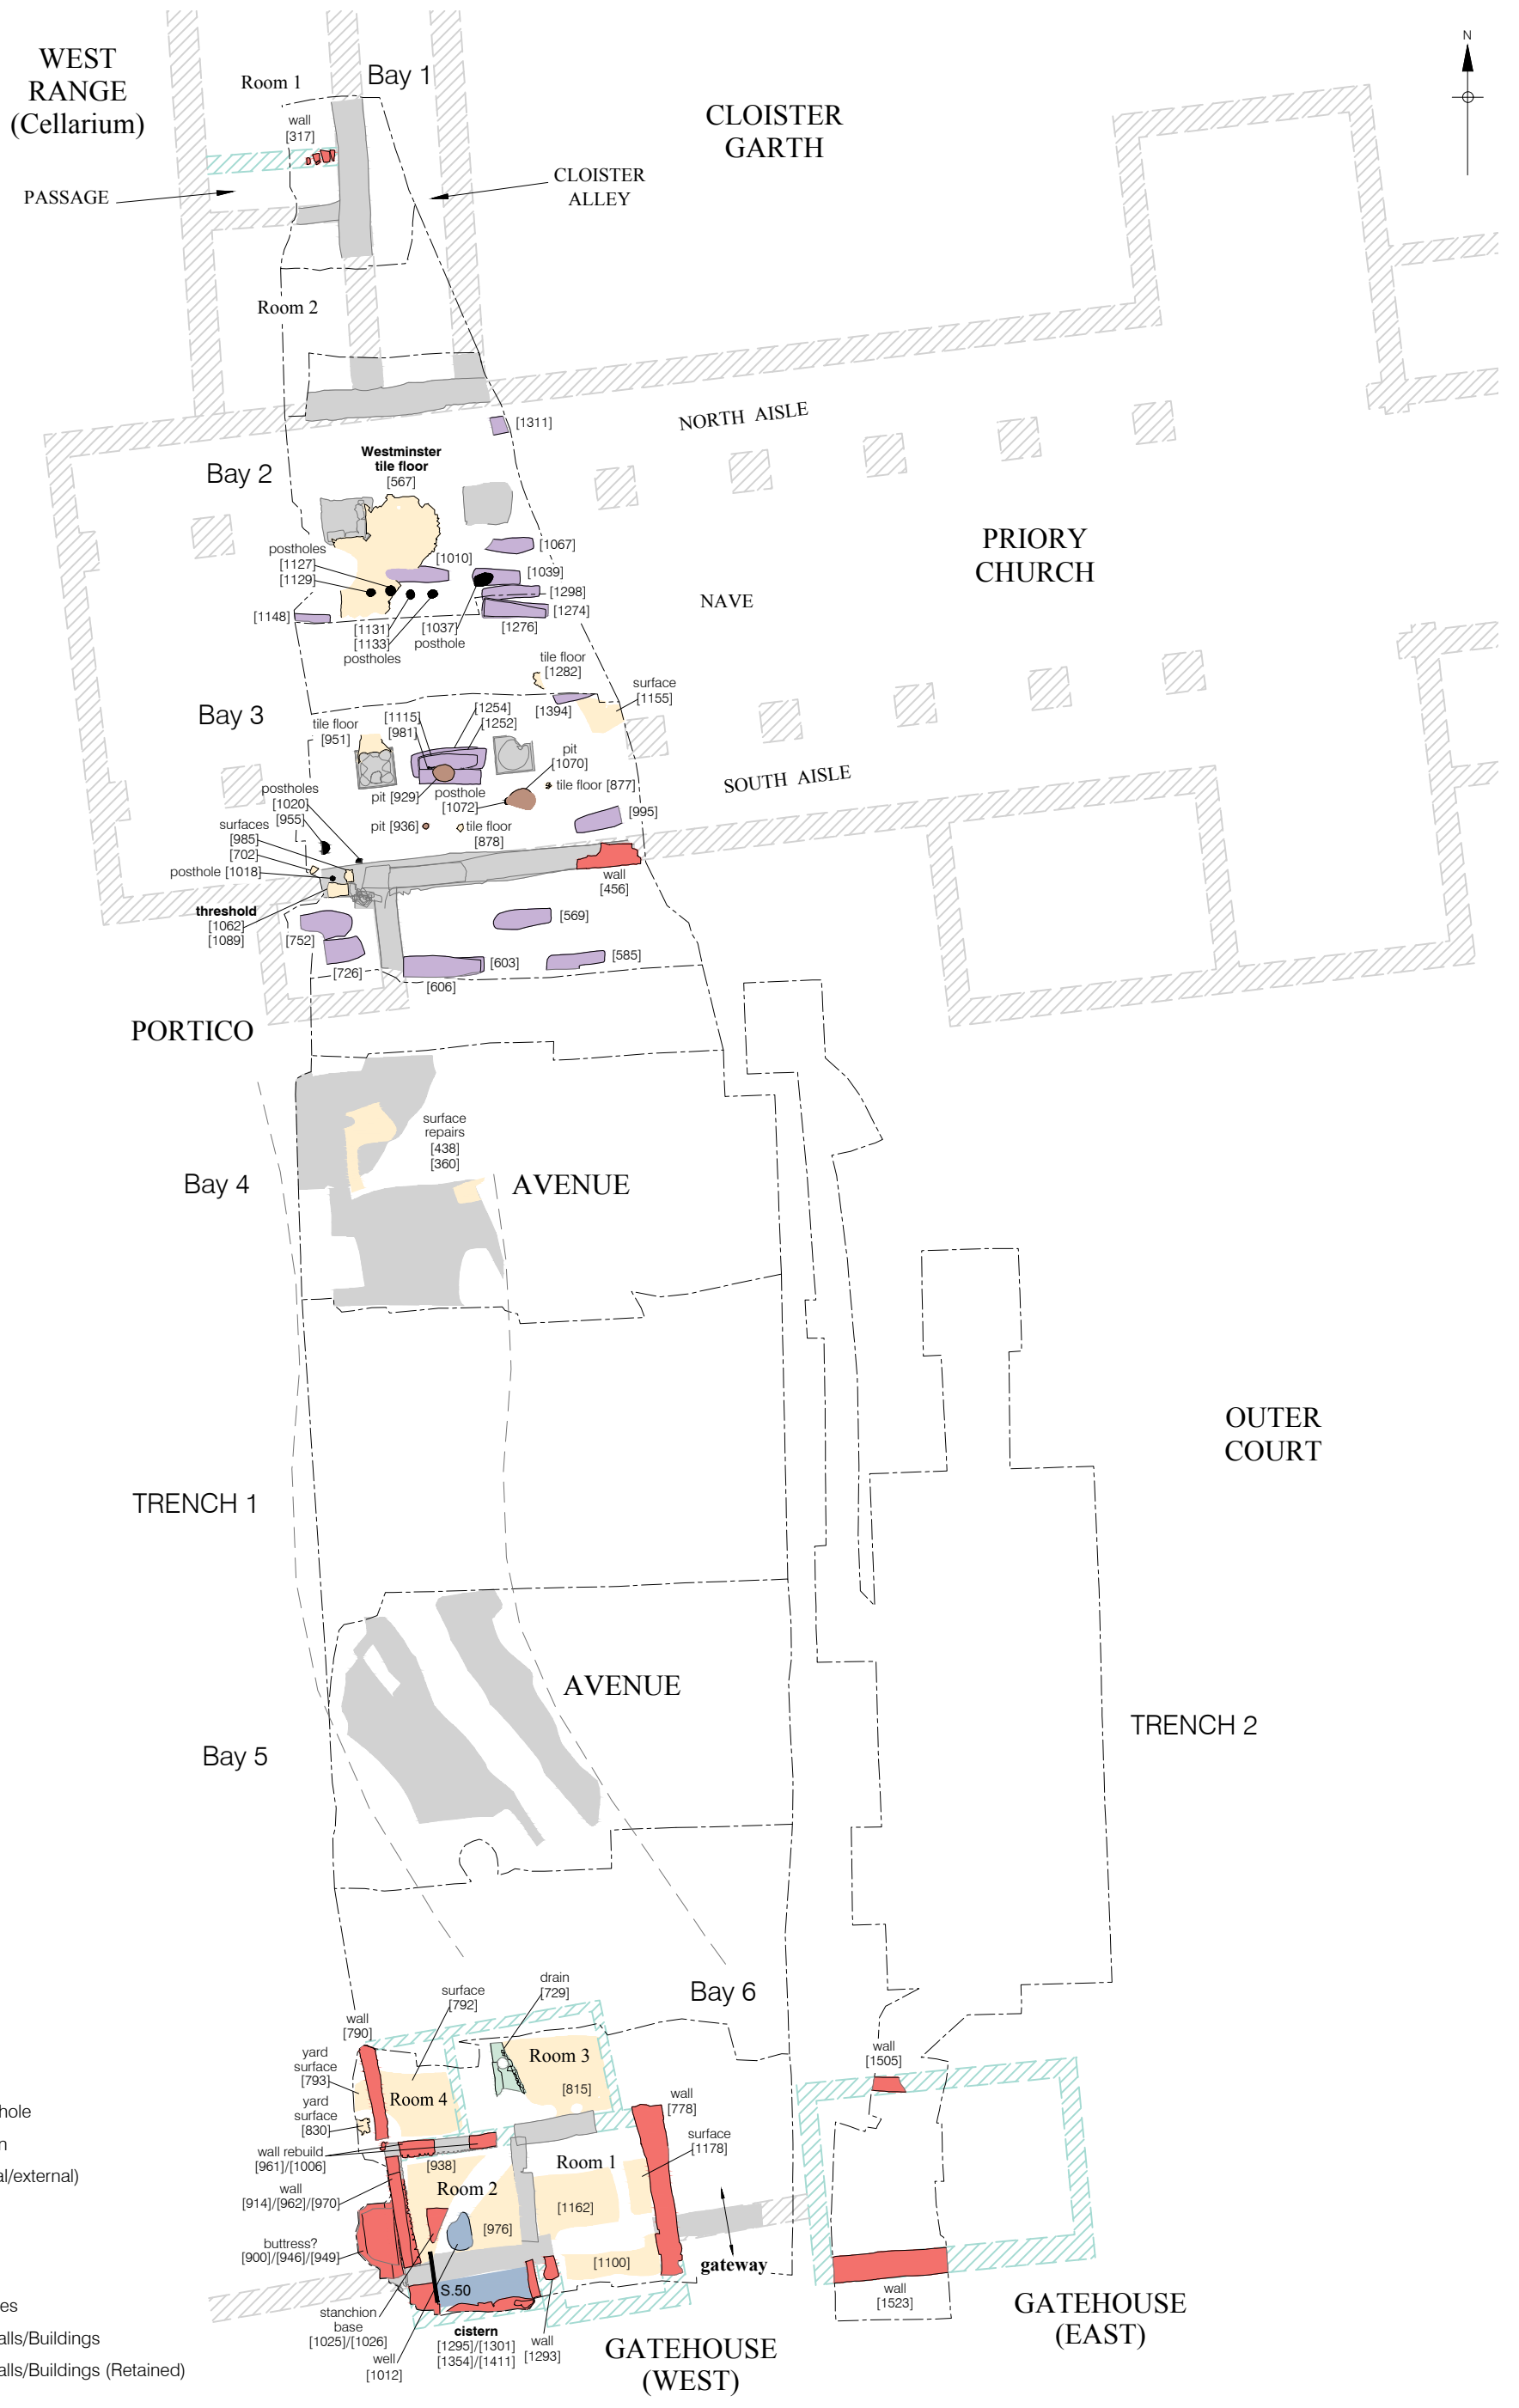 N
WEST
RANGE
(Cellarium)
Room 1
Bay 1
wall
[317]
CLOISTER
GARTH
PASSAGE
CLOISTER
ALLEY
Room 2
[1311]
NORTH AISLE
Bay 2
Westminster
tile floor
[567]
PRIORY
CHURCH
postholes
[1127]
[1129]
[1010]
[1067]
[1039]
[1298]
[1274]
[1276]
NAVE
[1148]
[1131]
[1133]
postholes
[1037]
posthole
tile floor
[1282]
surface
[1155]
[1394]
Bay 3
tile floor
[951]
[1115]
[981]
[1254]
[1252]
pit
[1070]
SOUTH AISLE
pit [929]
posthole
[1072]
tile floor [877]
postholes
[1020]
[955]
pit [936]
tile floor
[878]
[995]
surfaces
[985]
[702]
posthole [1018]
wall
[456]
threshold
[1062]
[1089]
[752]
[726]
[569]
[603]
[585]
[606]
PORTICO
surface
repairs
[438]
[360]
Bay 4
AVENUE
OUTER
COURT
TRENCH 1
AVENUE
TRENCH 2
Bay 5
Bay 6
surface
[792]
drain
[729]
wall
[790]
yard
surface
[793]
Room 3
[815]
Room 4
yard
surface
[830]
wall
[1505]
wall
[778]
surface
[1178]
wall rebuild
[961]/[1006]
[938]
Room 1
wall
[914]/[962]/[970]
Room 2
[1162]
[976]
buttress?
[900]/[946]/[949]
[1100]
gateway
S.50
stanchion
base
[1025]/[1026]
well
[1012]
cistern
[1295]/[1301]
[1354]/[1411]
wall
[1293]
GATEHOUSE
(WEST)
wall
[1523]
GATEHOUSE
(EAST)
hole
n
al/external)
es
alls/Buildings
alls/Buildings (Retained)